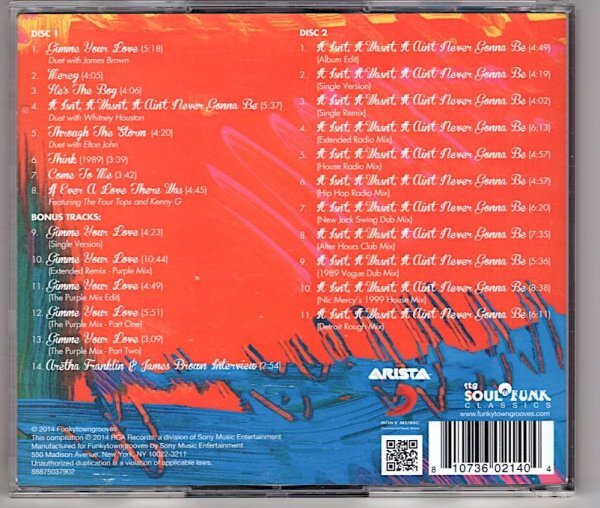 DISC 1
1. Gimme Your Love (5:18)
Duet with James Brown
2. Mercy (4:05)
3. He's The Boy (4:06)
4. It Isn't, It Wasn't, It Ain't Never Gonna Be (5:37)
Duet with Whitney Houston
5. Through The Storm (4:20)
Duet with Elton John
6. Think (1989) (3:39)
7. Come To Me (3:42)
8. If Ever A Love There Was (4:45)
Featuring The Four Tops and Kenny G
BONUS TRACKS:
9. Gimme Your Love (4:23)
(Single Version)
10. Gimme Your Love (10:44)
(Extended Remix - Purple Mix)
11. Gimme Your Love (4:49)
(The Purple Mix Edit)
12. Gimme Your Love (5:51)
(The Purple Mix - Part One)
13. Gimme Your Love (3:09)
(The Purple Mix - Part Two)
14. Aretha Franklin & James Brown Interview (2:54)
DISC 2
1. It Isn't, It Wasn't, It Ain't Never Gonna Be (4:49)
(Album Edit)
2. It Isn't, It Wasn't, It Ain't Never Gonna Be (4:19)
(Single Version)
3. It Isn't, It Wasn't, It Ain't Never Gonna Be (4:02)
(Single Remix)
4. It Isn't, It Wasn't, It Ain't Never Gonna Be (6:13)
(Extended Radio Mix)
5. It Isn't, It Wasn't, It Ain't Never Gonna Be (4:57)
(House Radio Mix)
6. It Isn't, It Wasn't, It Ain't Never Gonna Be (4:57)
(Hip Hop Radio Mix)
7. It Isn't, It Wasn't, It Ain't Never Gonna Be (6:20)
(New Jack Swing Dub Mix)
8. It Isn't, It Wasn't, It Ain't Never Gonna Be (7:35)
(After Hours Club Mix)
9. It Isn't, It Wasn't, It Ain't Never Gonna Be (5:36)
(1989 Vogue Dub Mix)
10. It Isn't, It Wasn't, It Ain't Never Gonna Be (8:38)
(Nic Mercy's 1999 House Mix)
11. It Isn't, It Wasn't, It Ain't Never Gonna Be (6:11)
(Detroit Rough Mix)
ARISTA
ftg
SOUL & FUNK
CLASSICS
www.funkytowngrooves.com
SONY MUSIC
© 2014 Funkytowngrooves
This compilation ℗ 2014 RCA Records, a division of Sony Music Entertainment
Manufactured for Funkytowngrooves by Sony Music Entertainment
550 Madison Avenue, New York, NY 10022-3211
Unauthorized duplication is a violation of applicable laws.
88875037902
8 10736 02140 4